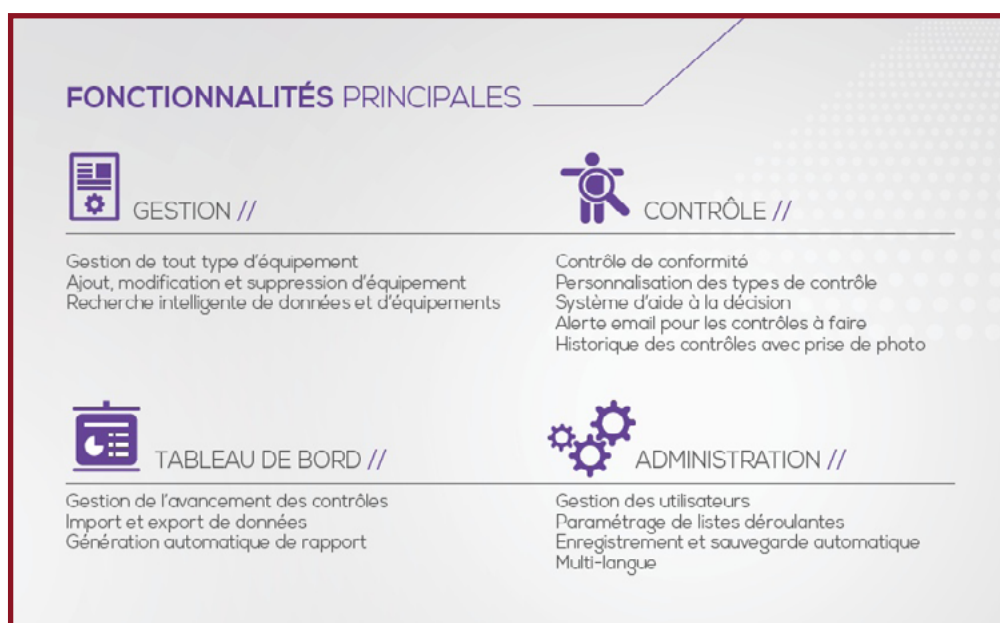 FONCTIONNALITÉS PRINCIPALES
GESTION //
Gestion de tout type d'équipement
Ajout, modification et suppression d'équipement
Recherche intelligente de données et d'équipements
CONTRÔLE //
Contrôle de conformité
Personnalisation des types de contrôle
Système d'aide à la décision
Alerte email pour les contrôles à faire
Historique des contrôles avec prise de photo
TABLEAU DE BORD //
Gestion de l'avancement des contrôles
Import et export de données
Génération automatique de rapport
ADMINISTRATION //
Gestion des utilisateurs
Paramétrage de listes déroulantes
Enregistrement et sauvegarde automatique
Multi-langue